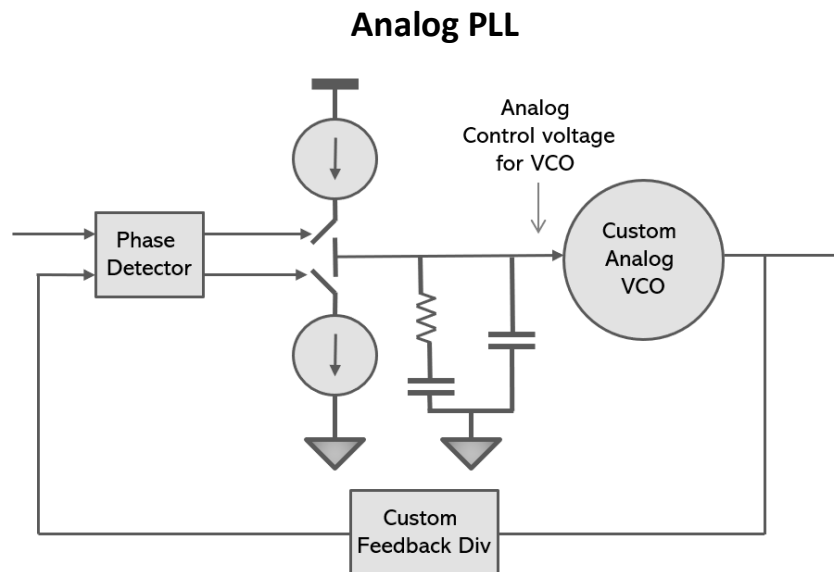 Analog PLL
Analog
Control voltage
for VCO
Phase
Detector
Custom
Analog
VCO
Custom
Feedback Div